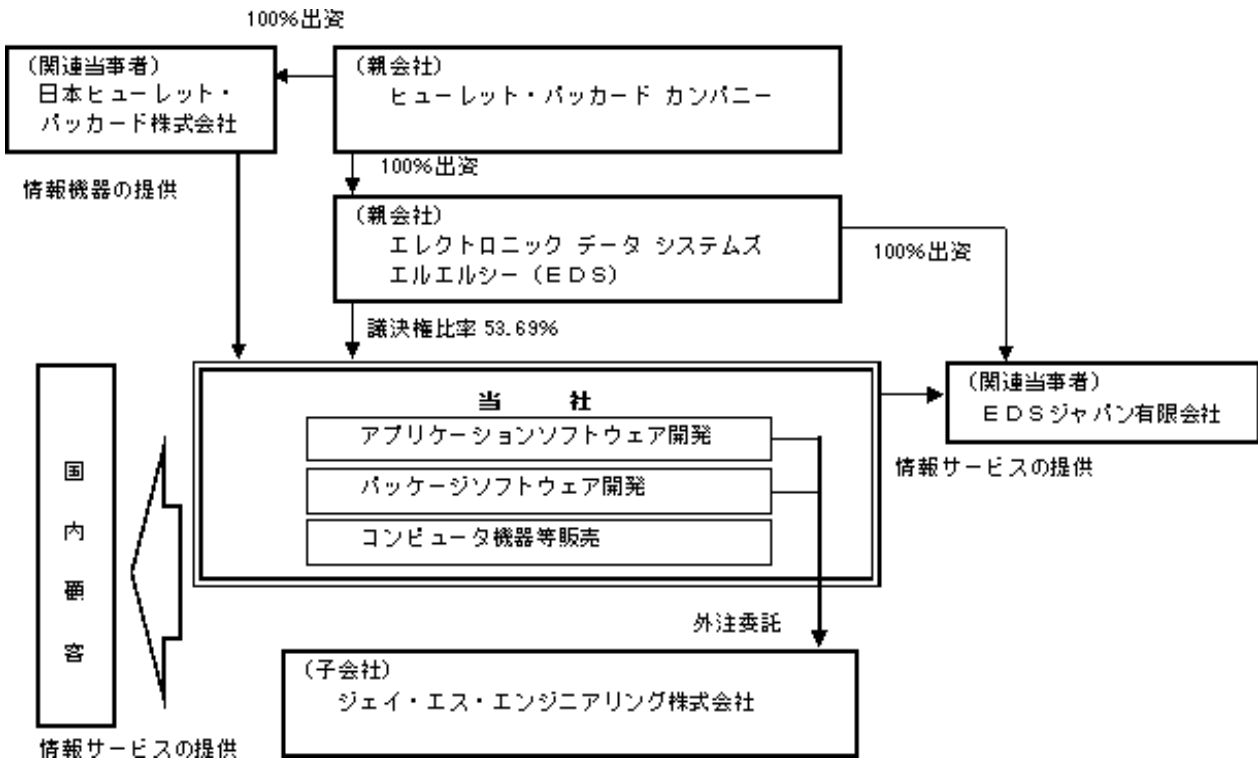 100%出資
(関連当事者)
日本ヒューレット・
パッカード株式会社
(親会社)
ヒューレット・パッカード カンパニー
100%出資
情報機器の提供
(親会社)
エレクトロニック データ システムズ
エルエルシー(EDS)
100%出資
議決権比率 53.69%
(関連当事者)
EDSジャパン有限会社
当 社
アプリケーションソフトウェア開発
パッケージソフトウェア開発
コンピュータ機器等販売
情報サービスの提供
国内顧客
外注委託
(子会社)
ジェイ・エス・エンジニアリング株式会社
情報サービスの提供